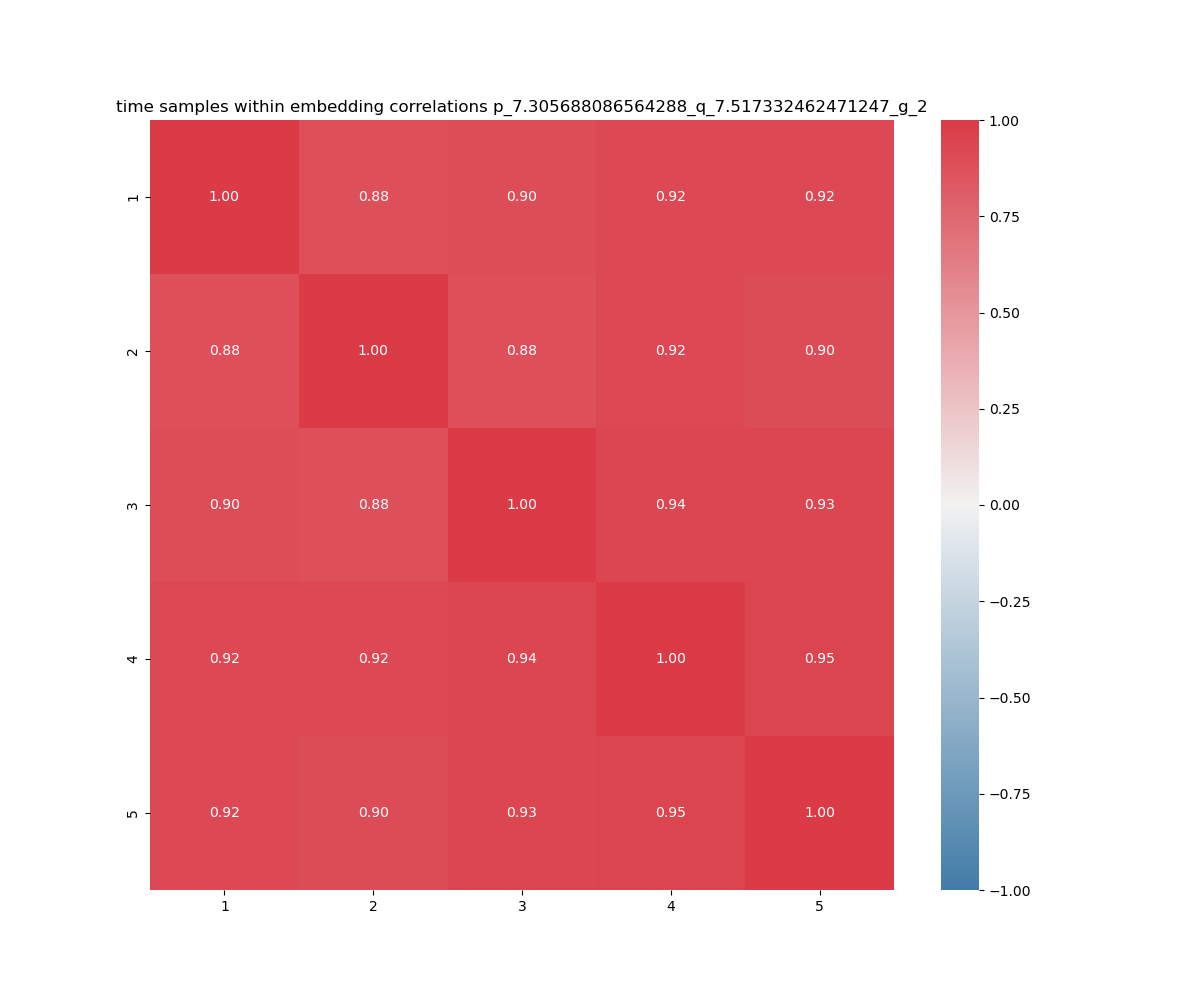 time samples within embedding correlations p_7.305688086564288_q_7.517332462471247_g_2
1 1.00 0.88 0.90 0.92 0.92
2 0.88 1.00 0.88 0.92 0.90
3 0.90 0.88 1.00 0.94 0.93
4 0.92 0.92 0.94 1.00 0.95
5 0.92 0.90 0.93 0.95 1.00
1 2 3 4 5
1.00
0.75
0.50
0.25
0.00
−0.25
−0.50
−0.75
−1.00